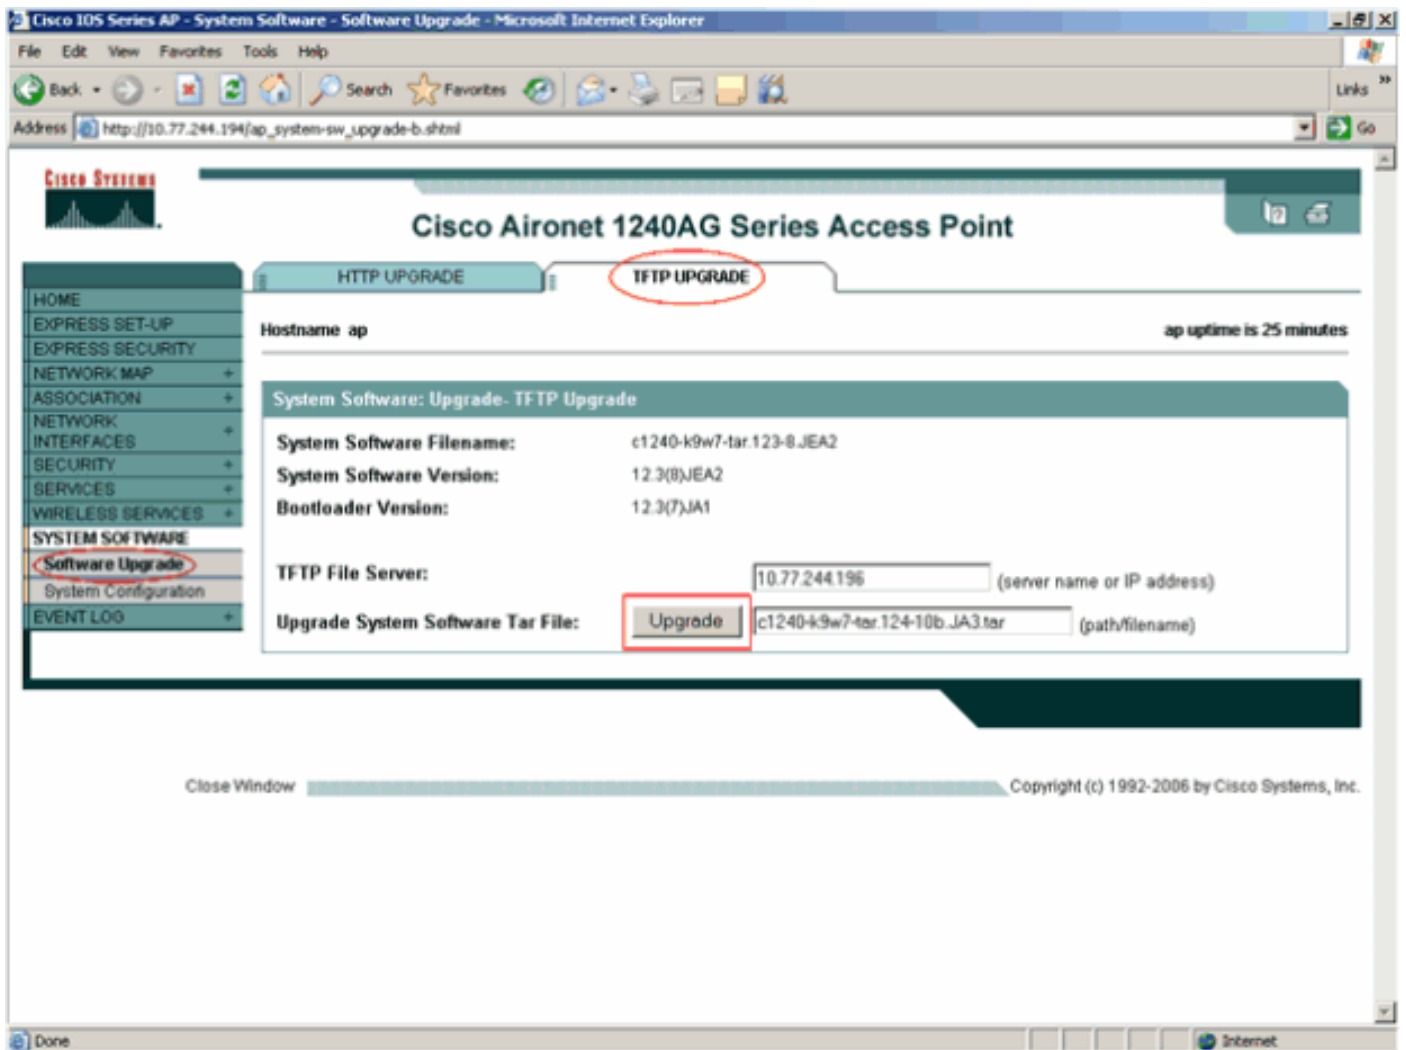 Cisco IOS Series AP - System Software - Software Upgrade - Microsoft Internet Explorer
File Edit View Favorites Tools Help
Back Search Favorites Links »
Address http://10.77.244.194/ap_system-sw_upgrade-b.shtml Go
CISCO SYSTEMS
Cisco Aironet 1240AG Series Access Point
HTTP UPGRADE TFTP UPGRADE
HOME
EXPRESS SET-UP
EXPRESS SECURITY
NETWORK MAP +
ASSOCIATION +
NETWORK
INTERFACES +
SECURITY +
SERVICES +
WIRELESS SERVICES +
SYSTEM SOFTWARE
Software Upgrade
System Configuration
EVENT LOG +
Hostname ap ap uptime is 25 minutes
System Software: Upgrade- TFTP Upgrade
System Software Filename: c1240-k9w7-tar.123-8.JEA2
System Software Version: 12.3(8)JEA2
Bootloader Version: 12.3(7)JA1
TFTP File Server: 10.77.244.196 (server name or IP address)
Upgrade System Software Tar File: Upgrade c1240-k9w7-tar.124-10b.JA3.tar (path/filename)
Close Window Copyright (c) 1992-2006 by Cisco Systems, Inc.
Done Internet